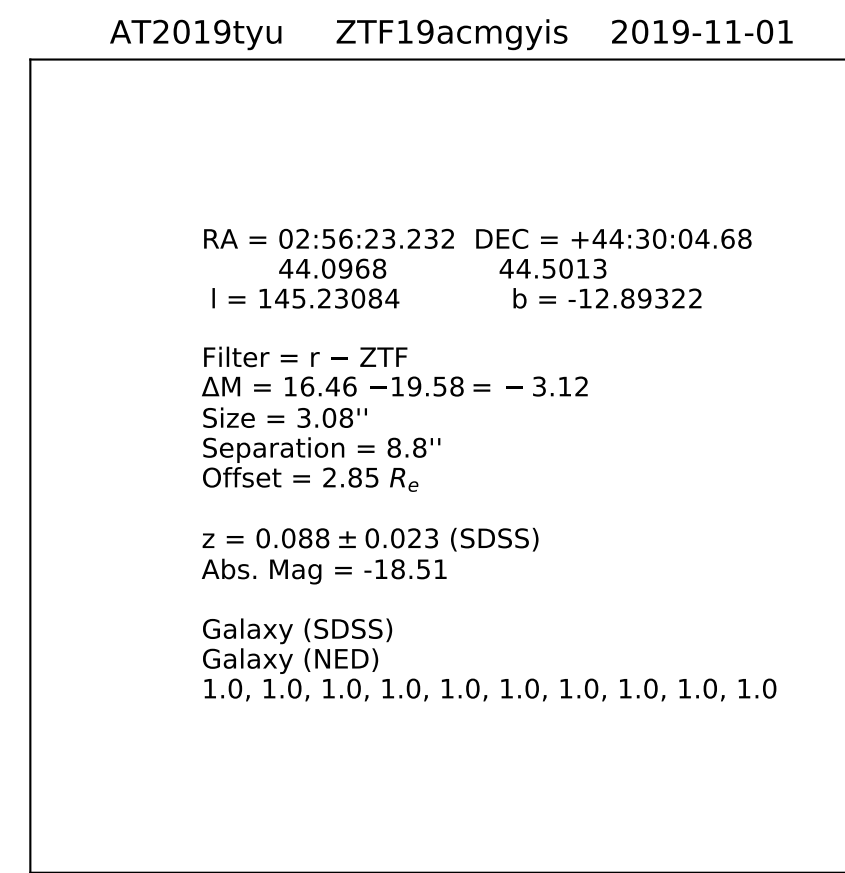 AT2019tyu ZTF19acmgyis 2019-11-01
RA = 02:56:23.232 DEC = +44:30:04.68
44.0968 44.5013
l = 145.23084 b = -12.89322
Filter = r − ZTF
ΔM = 16.46 −19.58 = − 3.12
Size = 3.08''
Separation = 8.8''
Offset = 2.85 Rₑ
z = 0.088 ± 0.023 (SDSS)
Abs. Mag = -18.51
Galaxy (SDSS)
Galaxy (NED)
1.0, 1.0, 1.0, 1.0, 1.0, 1.0, 1.0, 1.0, 1.0, 1.0